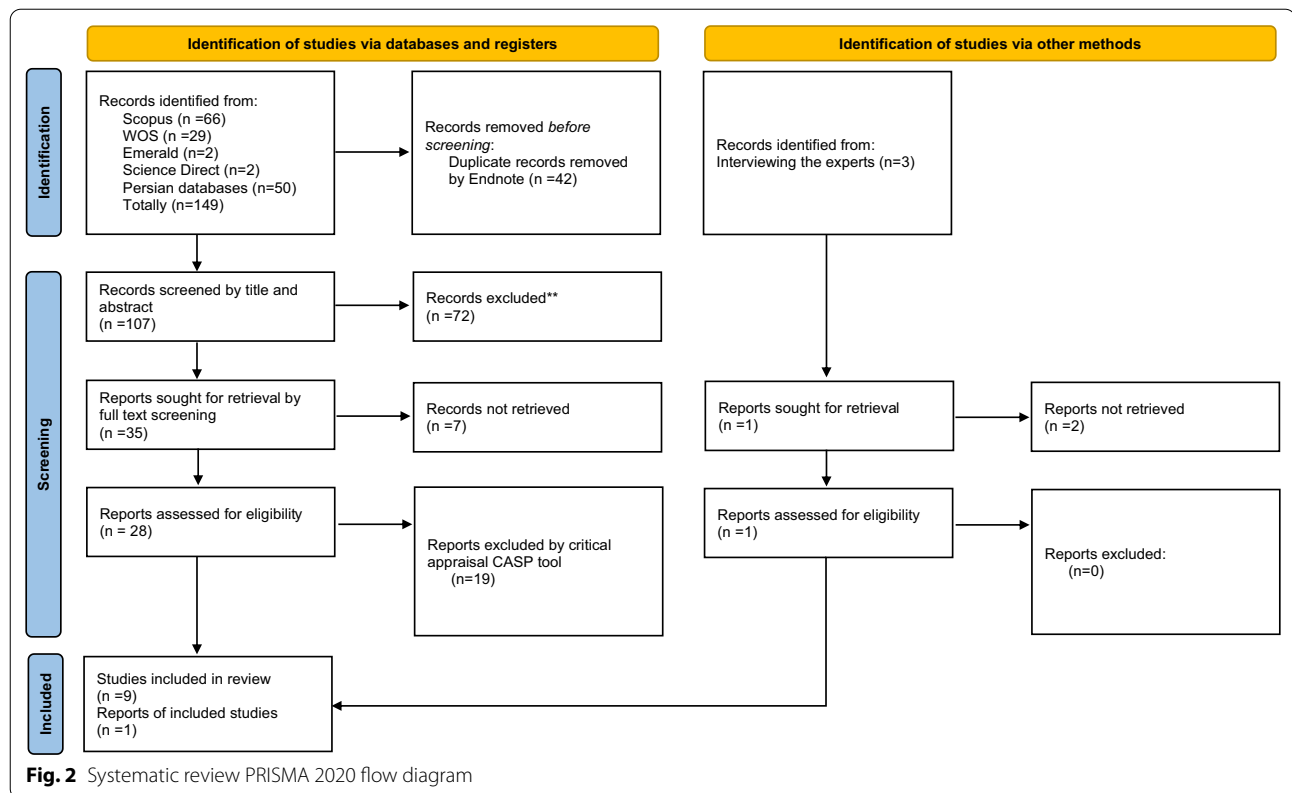 Identification of studies via databases and registers
Identification of studies via other methods
Identification
Records identified from:
Scopus (n =66)
WOS (n =29)
Emerald (n=2)
Science Direct (n=2)
Persian databases (n=50)
Totally (n=149)
Records removed before
screening:
Duplicate records removed
by Endnote (n =42)
Records identified from:
Interviewing the experts (n=3)
Screening
Records screened by title and
abstract
(n =107)
Records excluded**
(n =72)
Reports sought for retrieval by
full text screening
(n =35)
Records not retrieved
(n =7)
Reports sought for retrieval
(n =1)
Reports not retrieved
(n =2)
Reports assessed for eligibility
(n = 28)
Reports excluded by critical
appraisal CASP tool
(n=19)
Reports assessed for eligibility
(n =1)
Reports excluded:
(n=0)
Included
Studies included in review
(n =9)
Reports of included studies
(n =1)
Fig. 2 Systematic review PRISMA 2020 flow diagram